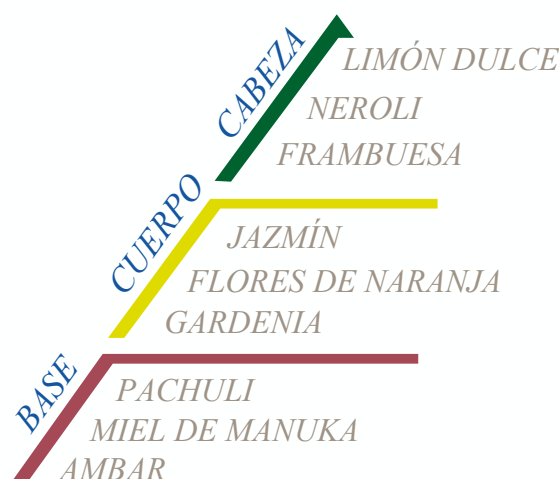 CABEZA
LIMÓN DULCE
NEROLI
FRAMBUESA
CUERPO
JAZMÍN
FLORES DE NARANJA
GARDENIA
BASE
PACHULI
MIEL DE MANUKA
AMBAR